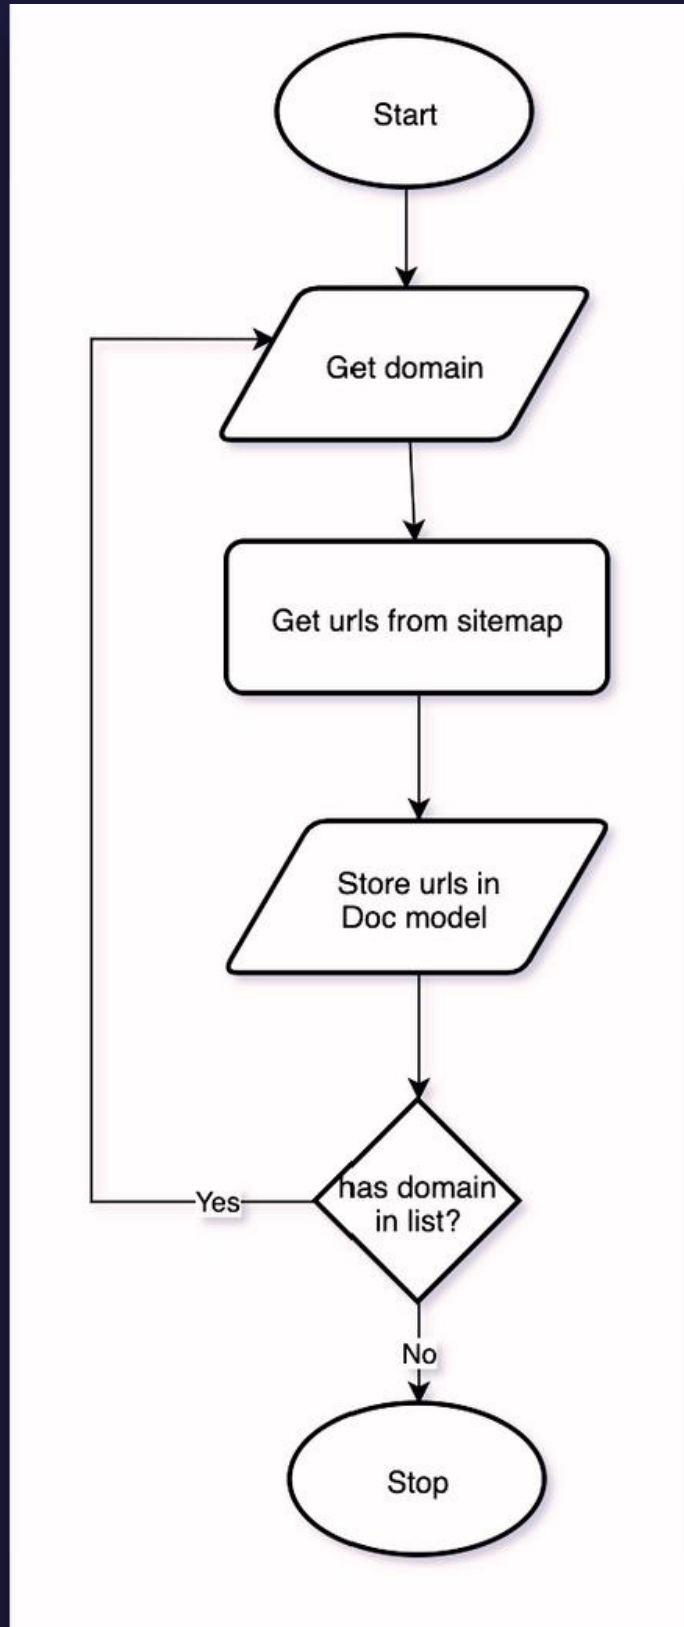 Start
Get domain
Get urls from sitemap
Store urls in
Doc model
has domain
in list?
Yes
No
Stop